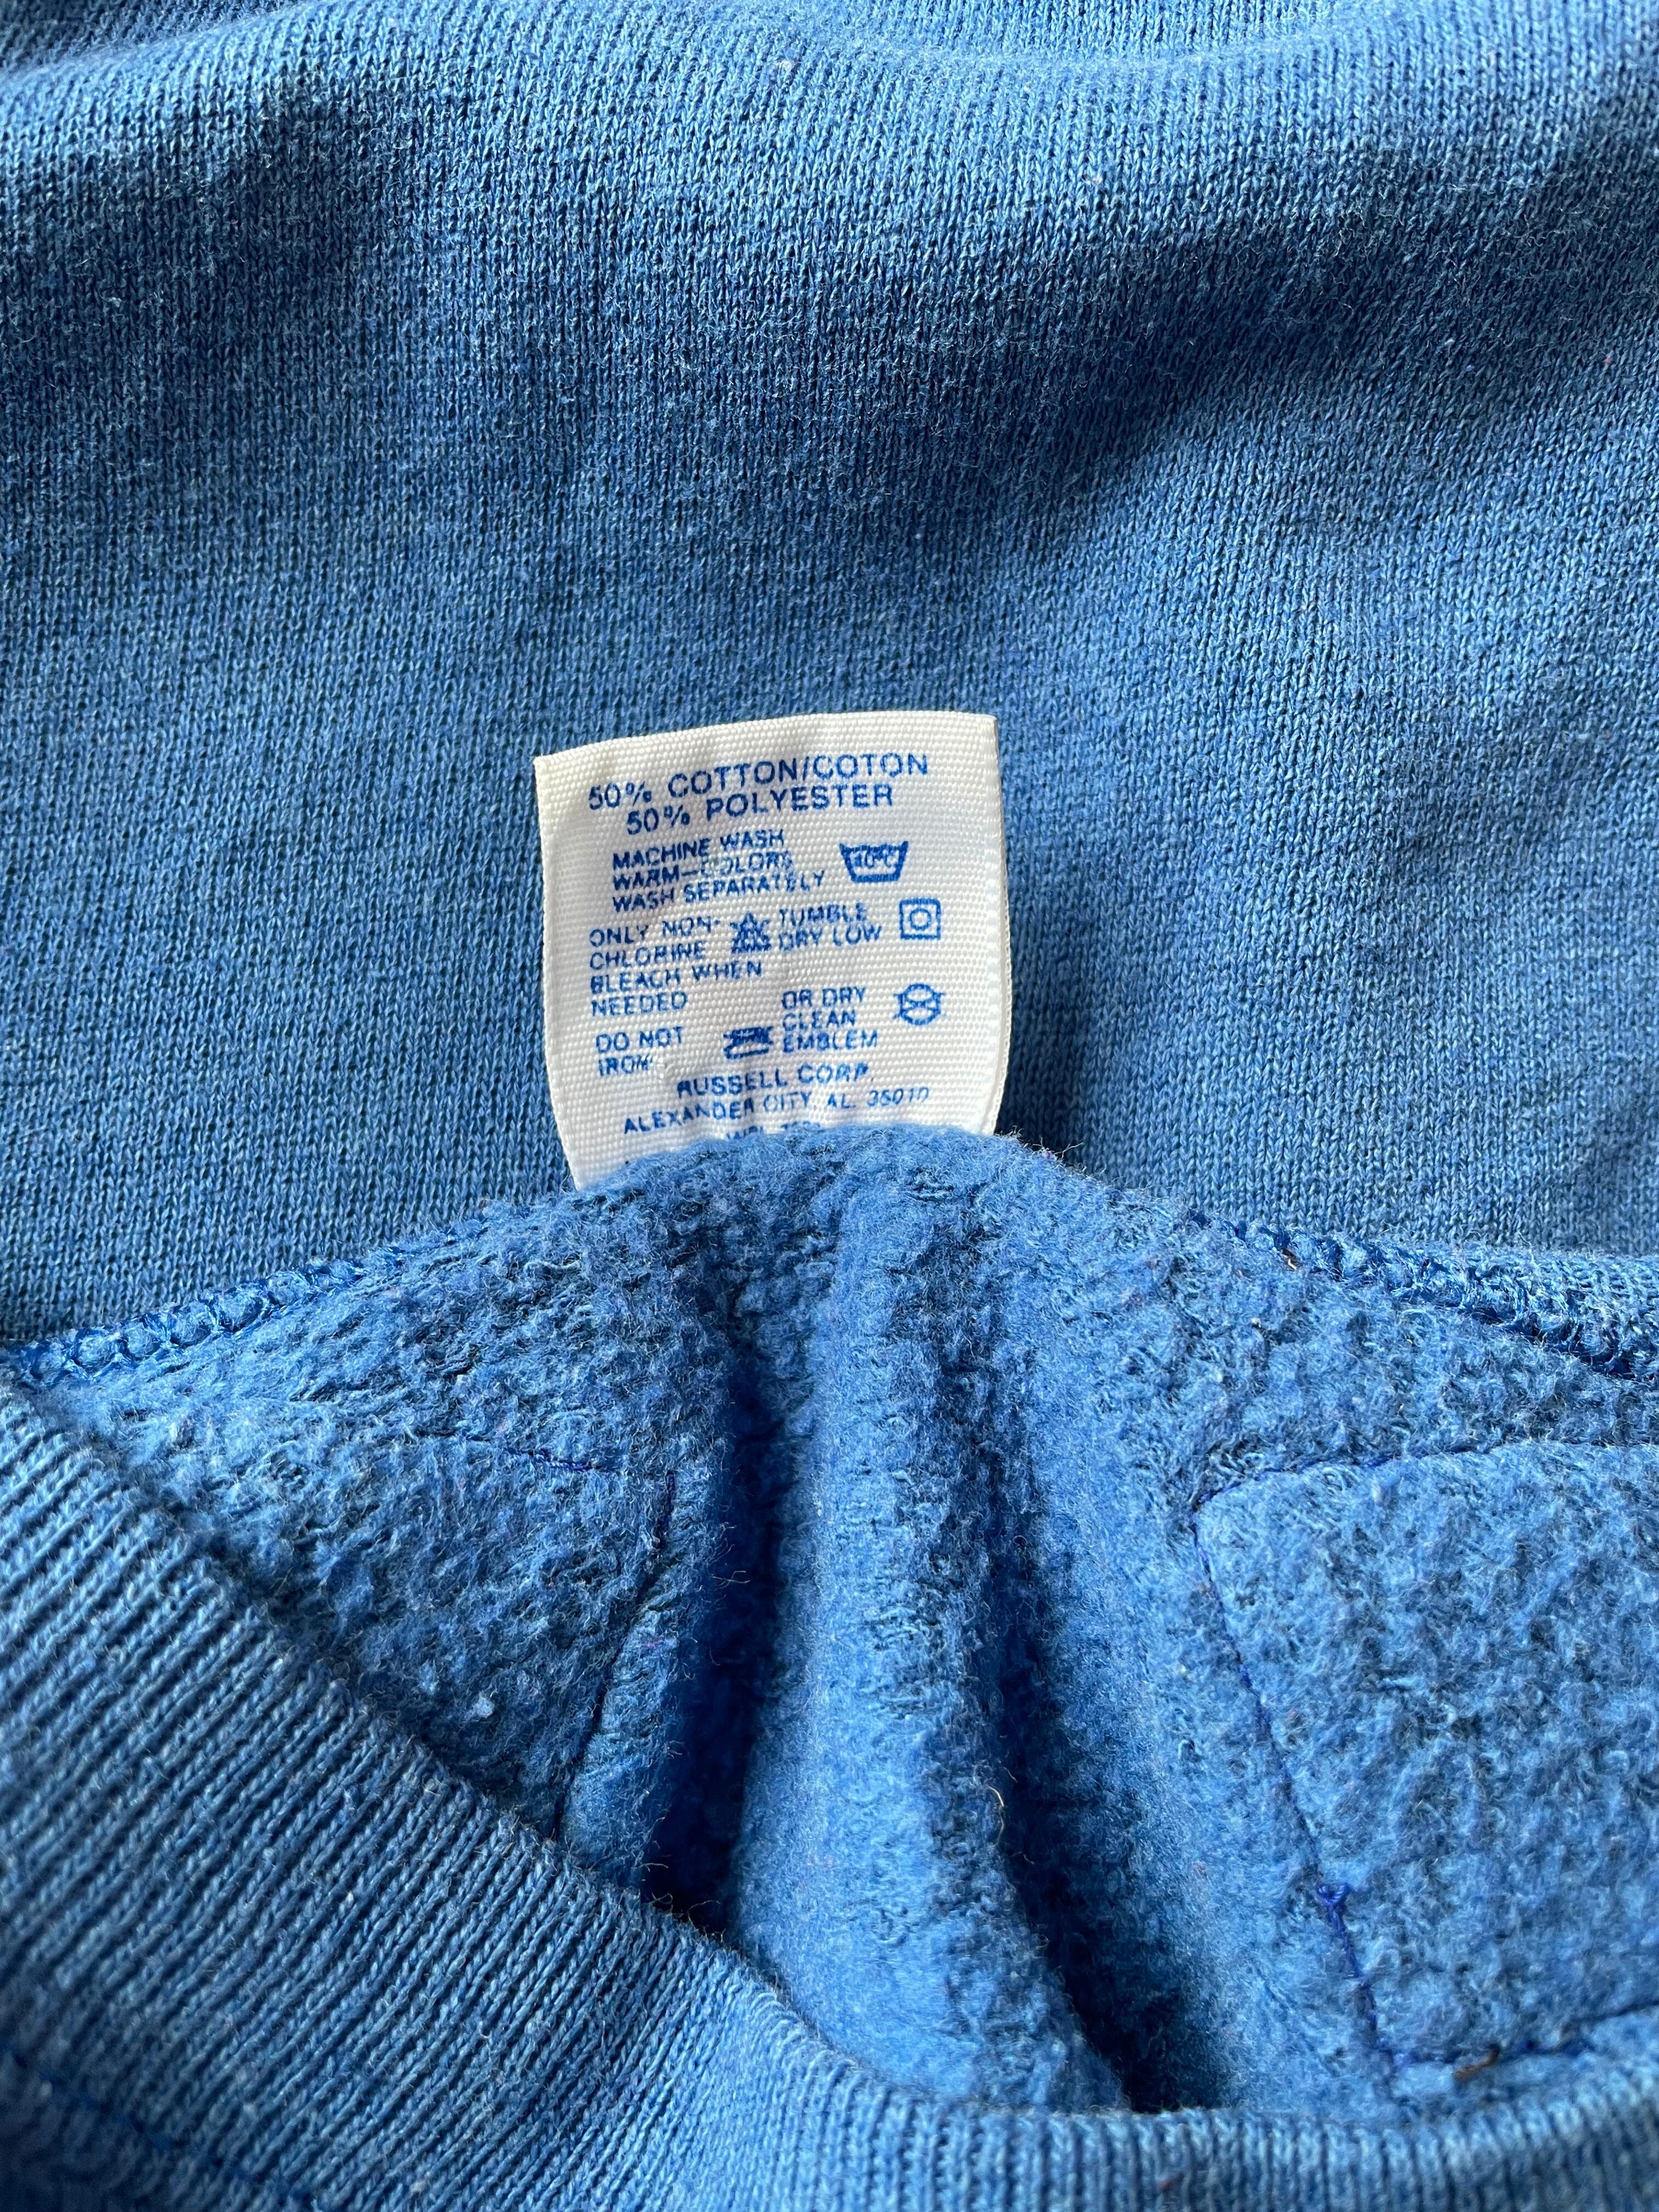 50% COTTON/COTON
50% POLYESTER
MACHINE WASH
WARM—COLORS
WASH SEPARATELY
40°C
ONLY NON-
CHLORINE
BLEACH WHEN
NEEDED
TUMBLE
DRY LOW
DO NOT
IRON
OR DRY
CLEAN
EMBLEM
RUSSELL CORP.
ALEXANDER CITY, AL. 35010